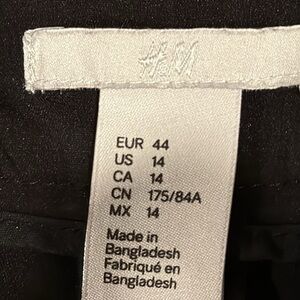 H&M
EUR 44
US 14
CA 14
CN 175/84A
MX 14
Made in
Bangladesh
Fabriqué en
Bangladesh